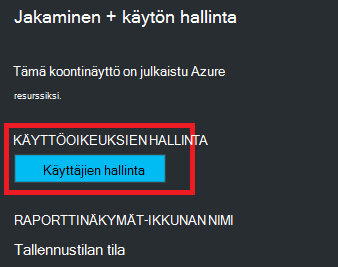 Jakaminen + käytön hallinta
Tämä koontinäyttö on julkaistu Azure
resurssiksi.
KÄYTTÖOIKEUKSIEN HALLINTA
Käyttäjien hallinta
RAPORTTINÄKYMÄT-IKKUNAN NIMI
Tallennustilan tila